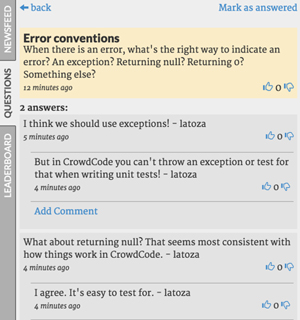 NEWSFEED
QUESTIONS
LEADERBOARD
back
Mark as answered
Error conventions
When there is an error, what's the right way to indicate an
error? An exception? Returning null? Returning 0?
Something else?
12 minutes ago
0
2 answers:
I think we should use exceptions! - latoza
5 minutes ago
0
But in CrowdCode you can't throw an exception or test for
that when writing unit tests! - latoza
4 minutes ago
0
Add Comment
What about returning null? That seems most consistent with
how things work in CrowdCode. - latoza
4 minutes ago
0
I agree. It's easy to test for. - latoza
4 minutes ago
0